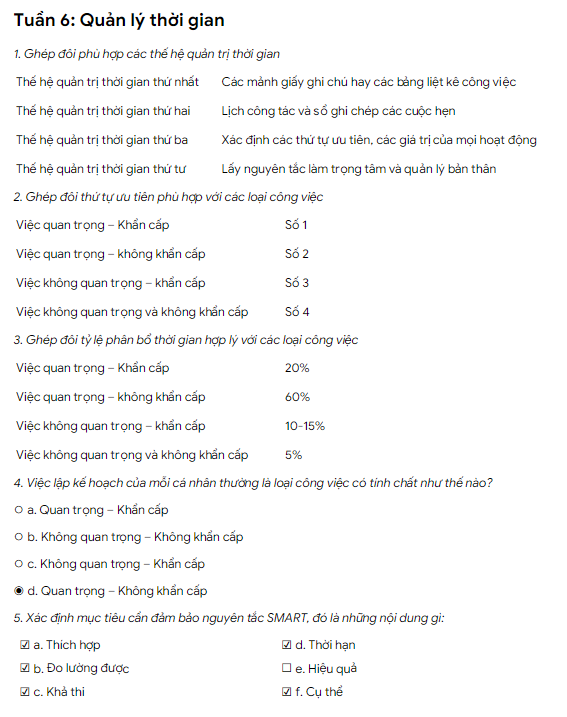 Tuần 6: Quản lý thời gian
1. Ghép đôi phù hợp các thế hệ quản trị thời gian
Thế hệ quản trị thời gian thứ nhất Các mảnh giấy ghi chú hay các bảng liệt kê công việc
Thế hệ quản trị thời gian thứ hai Lịch công tác và sổ ghi chép các cuộc hẹn
Thế hệ quản trị thời gian thứ ba Xác định các thứ tự ưu tiên, các giá trị của mọi hoạt động
Thế hệ quản trị thời gian thứ tư Lấy nguyên tắc làm trọng tâm và quản lý bản thân
2. Ghép đôi thứ tự ưu tiên phù hợp với các loại công việc
Việc quan trọng – Khẩn cấp Số 1
Việc quan trọng – không khẩn cấp Số 2
Việc không quan trọng – khẩn cấp Số 3
Việc không quan trọng và không khẩn cấp Số 4
3. Ghép đôi tỷ lệ phân bổ thời gian hợp lý với các loại công việc
Việc quan trọng – Khẩn cấp 20%
Việc quan trọng – không khẩn cấp 60%
Việc không quan trọng – khẩn cấp 10-15%
Việc không quan trọng và không khẩn cấp 5%
4. Việc lập kế hoạch của mỗi cá nhân thường là loại công việc có tính chất như thế nào?
○ a. Quan trọng – Khẩn cấp
○ b. Không quan trọng – Không khẩn cấp
○ c. Không quan trọng – Khẩn cấp
◉ d. Quan trọng – Không khẩn cấp
5. Xác định mục tiêu cần đảm bảo nguyên tắc SMART, đó là những nội dung gì:
☑ a. Thích hợp ☑ d. Thời hạn
☑ b. Đo lường được ☐ e. Hiệu quả
☑ c. Khả thi ☑ f. Cụ thể